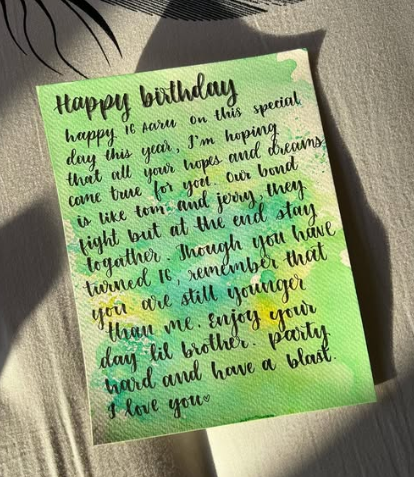 Happy birthday
happy 16 aaru on this special
day this year, I'm hoping
that all your hopes and dreams
come true for you. Our bond
is like tom and jerry, they
fight but at the end stay
togather. Though you have
turned 16, remember that
you are still younger
than me. Enjoy your
day lil brother. Party
hard and have a blast.
I love you♡